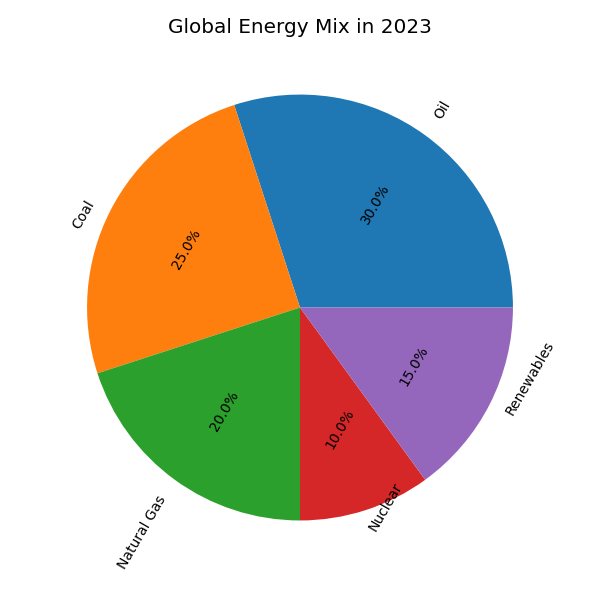 Global Energy Mix in 2023
Oil
30.0%
Coal
25.0%
Natural Gas
20.0%
Nuclear
10.0%
Renewables
15.0%